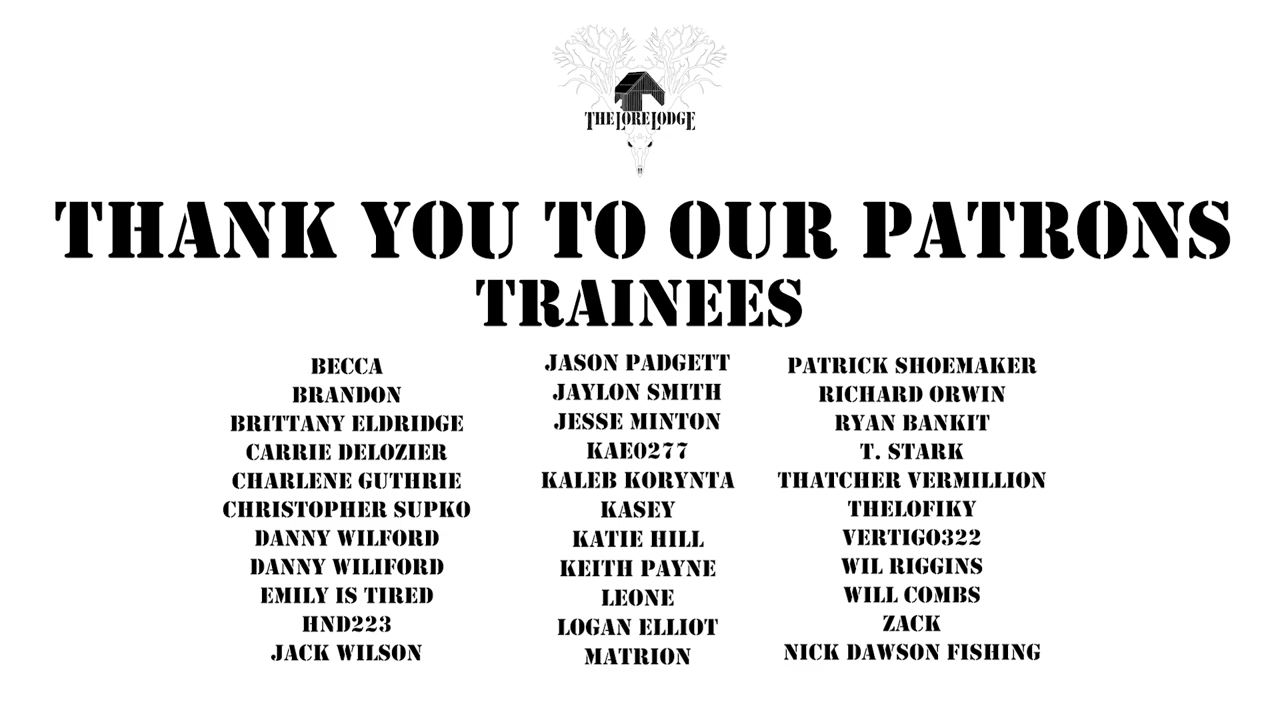 THE LORE LODGE
THANK YOU TO OUR PATRONS
TRAINEES
BECCA
BRANDON
BRITTANY ELDRIDGE
CARRIE DELOZIER
CHARLENE GUTHRIE
CHRISTOPHER SUPKO
DANNY WILFORD
DANNY WILIFORD
EMILY IS TIRED
HND223
JACK WILSON
JASON PADGETT
JAYLON SMITH
JESSE MINTON
KAE0277
KALEB KORYNTA
KASEY
KATIE HILL
KEITH PAYNE
LEONE
LOGAN ELLIOT
MATRION
PATRICK SHOEMAKER
RICHARD ORWIN
RYAN BANKIT
T. STARK
THATCHER VERMILLION
THELOFIKY
VERTIGO322
WIL RIGGINS
WILL COMBS
ZACK
NICK DAWSON FISHING